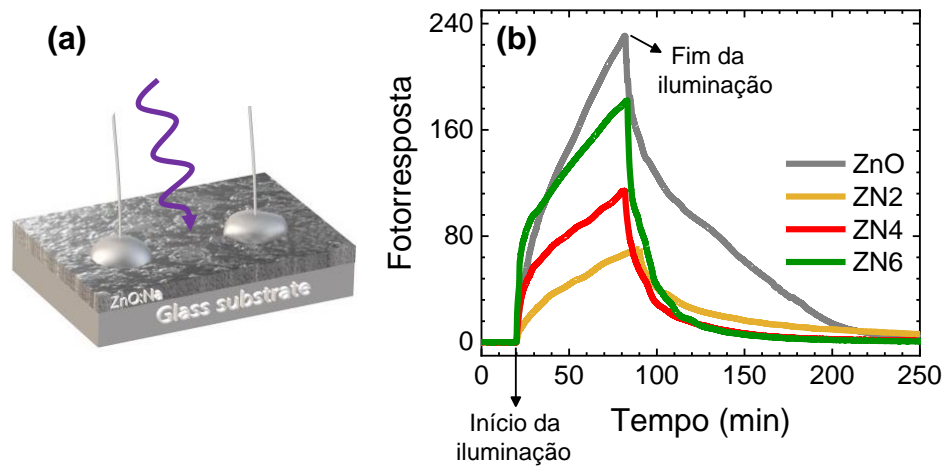 (a)
ZnO:Na
Glass substrate
(b)
Fotorresposta
240
160
80
0
Fim da
iluminação
ZnO
ZN2
ZN4
ZN6
0 50 100 150 200 250
Tempo (min)
Início da
iluminação